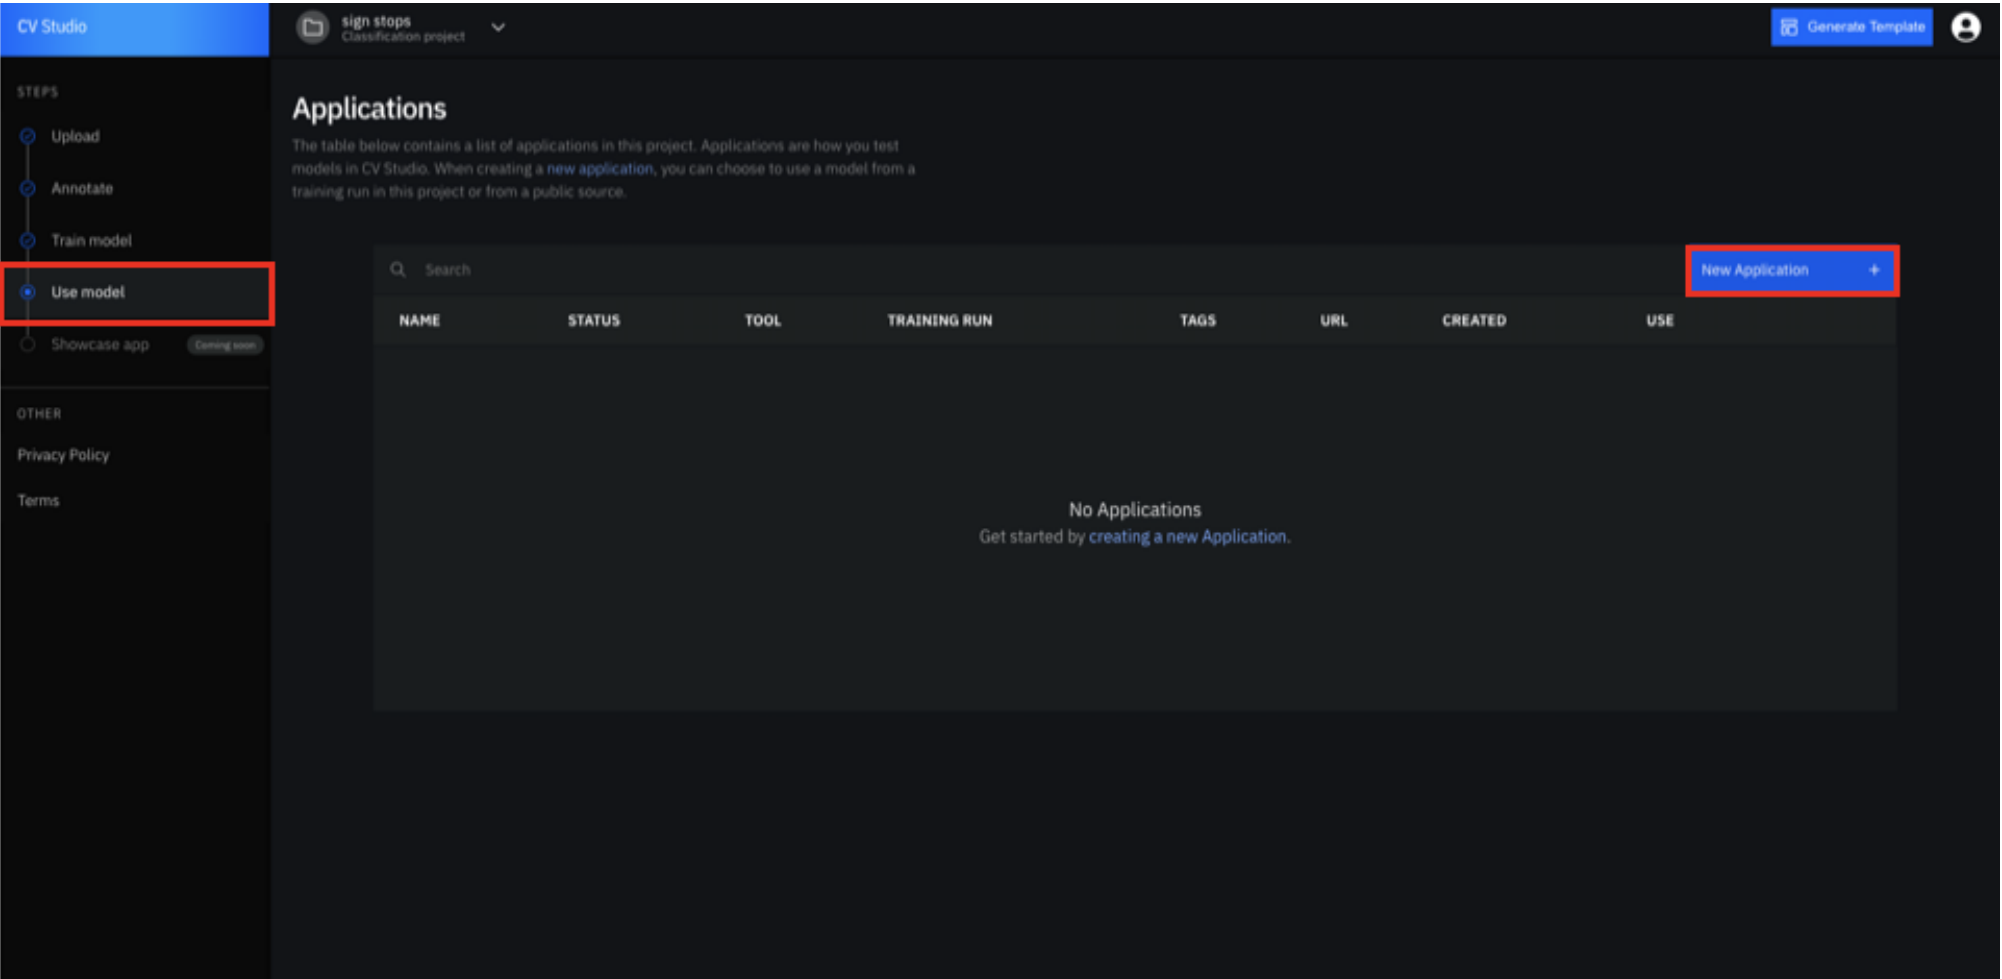 CV Studio
sign stops
Classification project
Generate Template
STEPS
Upload
Annotate
Train model
Use model
Showcase app
Coming soon
OTHER
Privacy Policy
Terms
Applications
The table below contains a list of applications in this project. Applications are how you test
models in CV Studio. When creating a new application, you can choose to use a model from a
training run in this project or from a public source.
Search
New Application +
NAME STATUS TOOL TRAINING RUN TAGS URL CREATED USE
No Applications
Get started by creating a new Application.